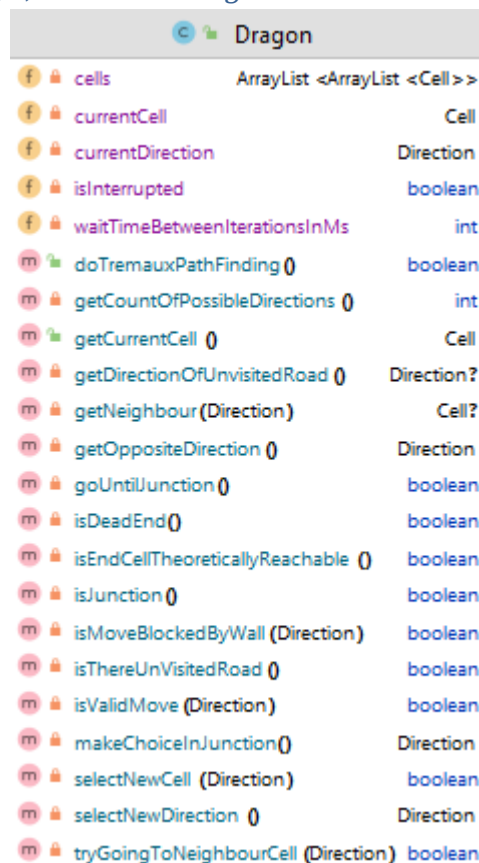 Dragon
cells ArrayList <ArrayList <Cell>>
currentCell Cell
currentDirection Direction
isInterrupted boolean
waitTimeBetweenIterationsInMs int
doTremauxPathFinding() boolean
getCountOfPossibleDirections () int
getCurrentCell () Cell
getDirectionOfUnvisitedRoad () Direction?
getNeighbour(Direction) Cell?
getOppositeDirection () Direction
goUntilJunction() boolean
isDeadEnd() boolean
isEndCellTheoreticallyReachable () boolean
isJunction() boolean
isMoveBlockedByWall(Direction) boolean
isThereUnVisitedRoad () boolean
isValidMove (Direction) boolean
makeChoiceInJunction() Direction
selectNewCell (Direction) boolean
selectNewDirection () Direction
tryGoingToNeighbourCell (Direction) boolean